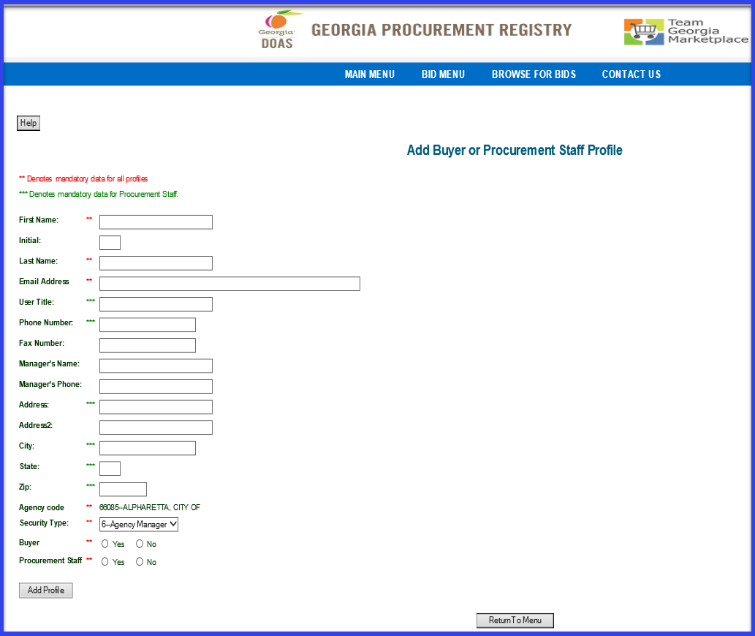 Georgia
DOAS
GEORGIA PROCUREMENT REGISTRY
Team
Georgia
Marketplace
MAIN MENU BID MENU BROWSE FOR BIDS CONTACT US
Help
Add Buyer or Procurement Staff Profile
** Denotes mandatory data for all profiles
*** Denotes mandatory data for Procurement Staff.
First Name: **
Initial:
Last Name: **
Email Address **
User Title: ***
Phone Number: ***
Fax Number:
Manager's Name:
Manager's Phone:
Address: ***
Address2:
City: ***
State: ***
Zip: ***
Agency code ** 66085--ALPHARETTA, CITY OF
Security Type: ** 6--Agency Manager
Buyer ** Yes No
Procurement Staff ** Yes No
Add Profile
Return To Menu